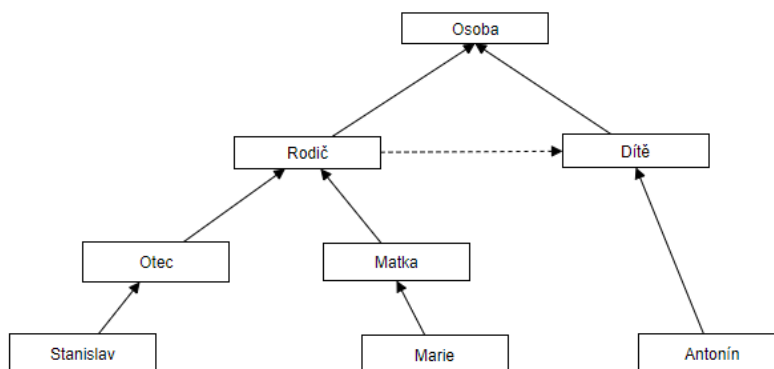 Osoba
Rodič
Dítě
Otec
Matka
Stanislav
Marie
Antonín